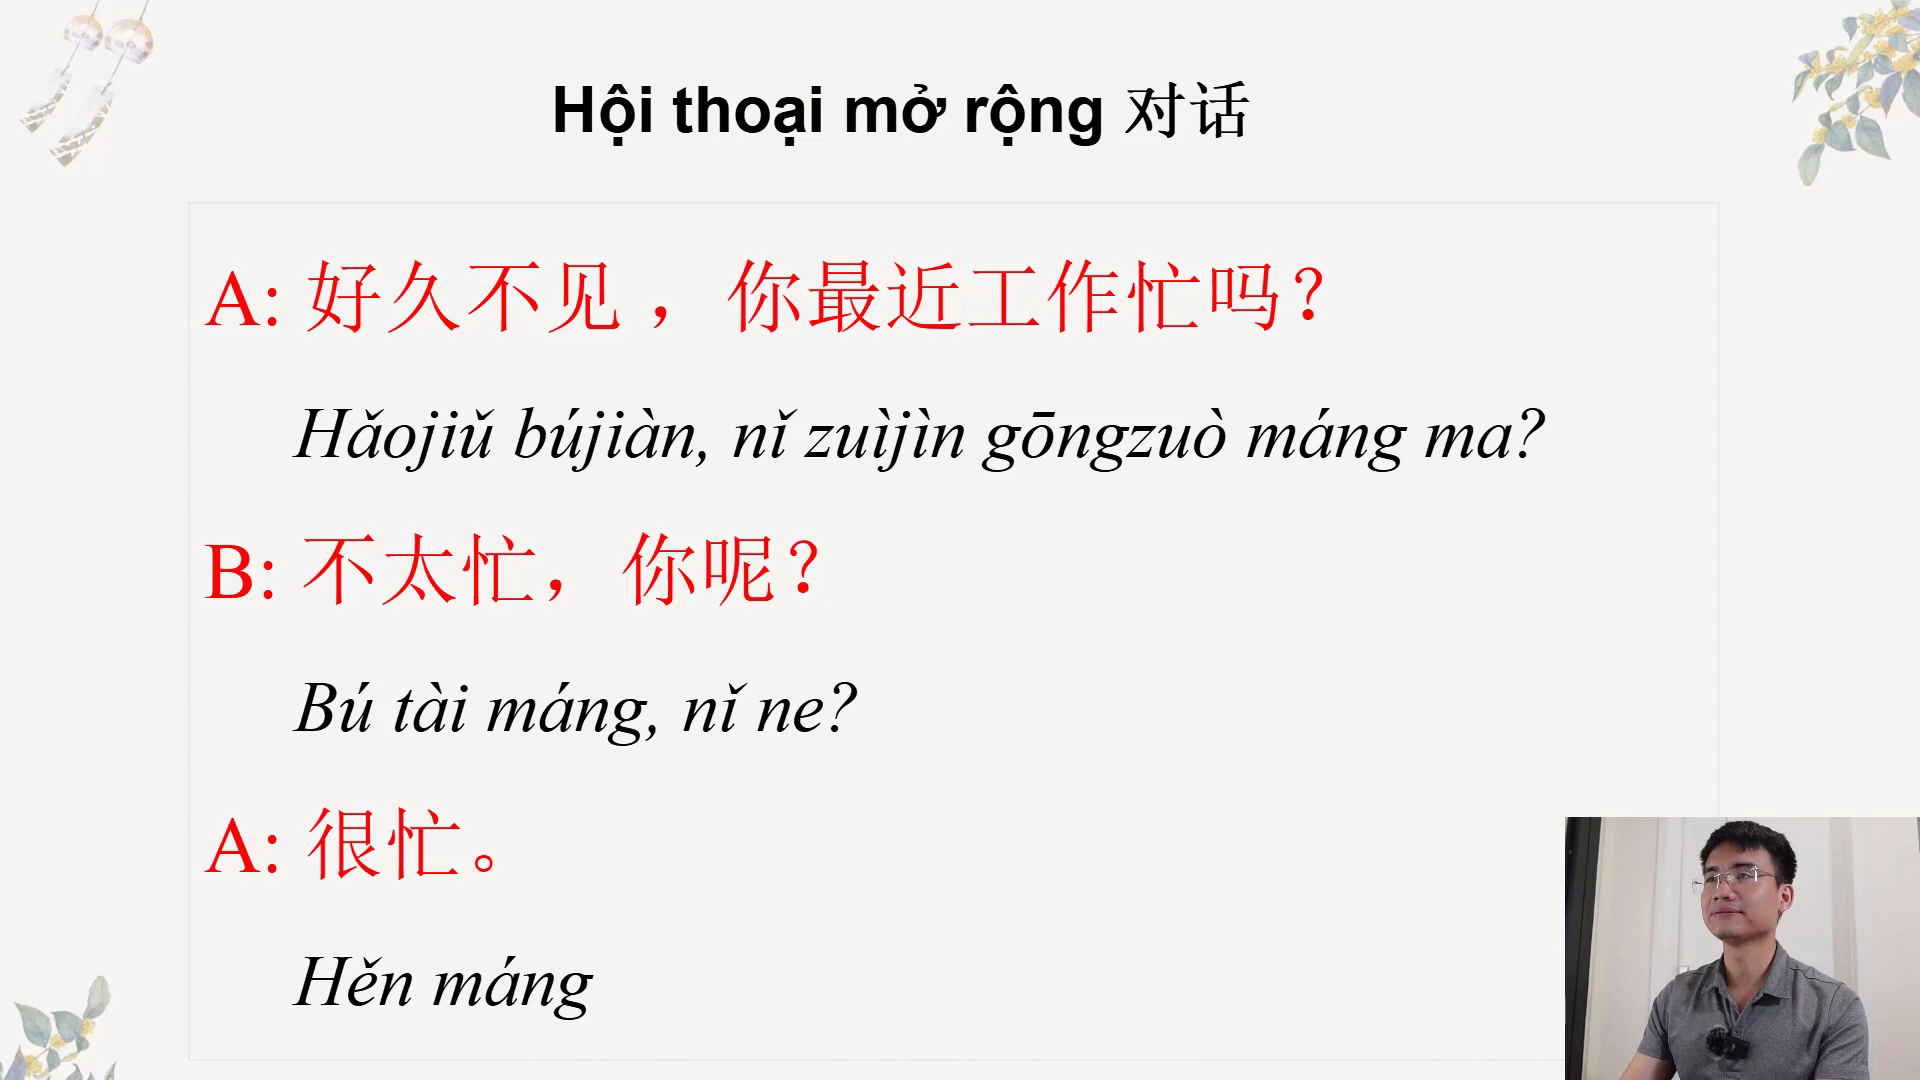 Hội thoại mở rộng 对话
A: 好久不见 ，你最近工作忙吗？
Hǎojiǔ bújiàn, nǐ zuìjìn gōngzuò máng ma?
B: 不太忙，你呢？
Bú tài máng, nǐ ne?
A: 很忙。
Hěn máng